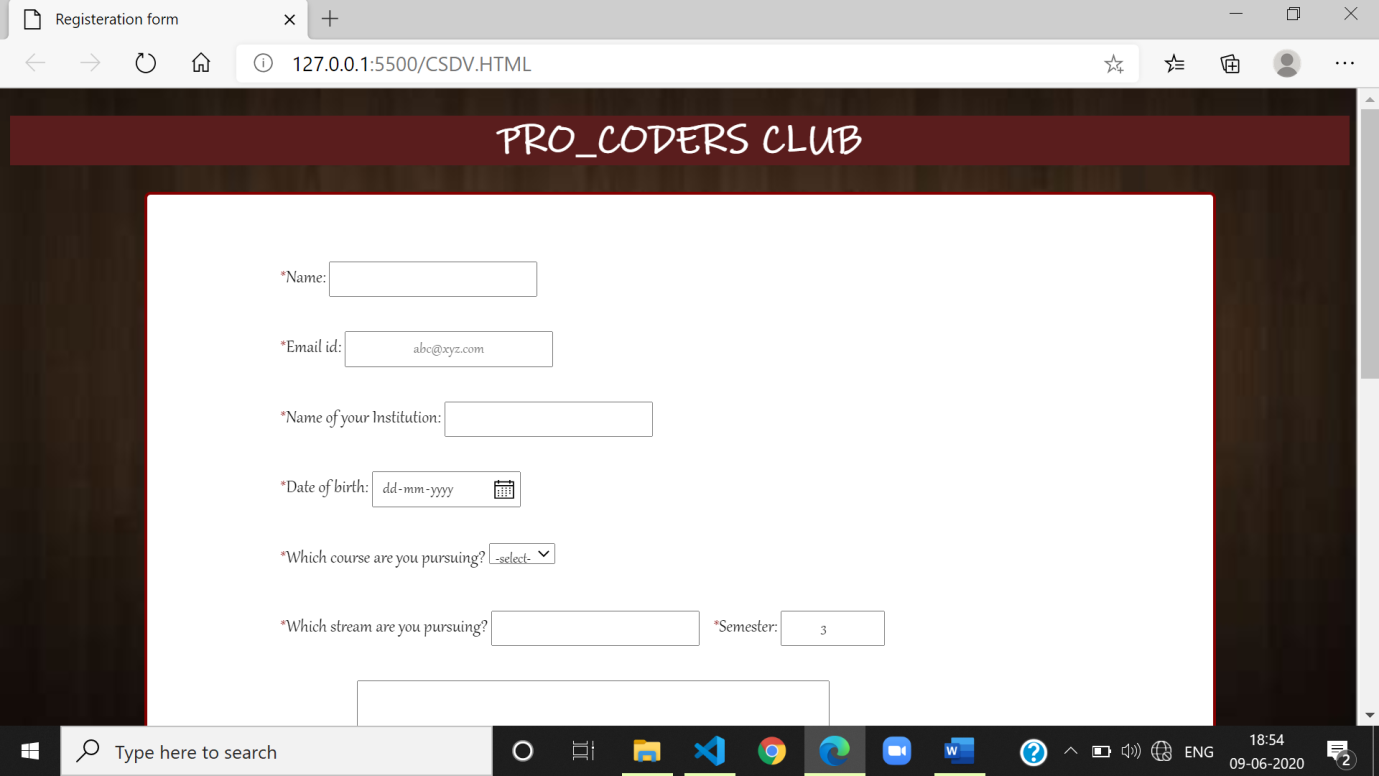 Registeration form
127.0.0.1:5500/CSDV.HTML
PRO_CODERS CLUB
*Name:
*Email id: abc@xyz.com
*Name of your Institution:
*Date of birth: dd-mm-yyyy
*Which course are you pursuing? -select-
*Which stream are you pursuing? *Semester: 3
Type here to search
W
ENG
18:54
09-06-2020
2